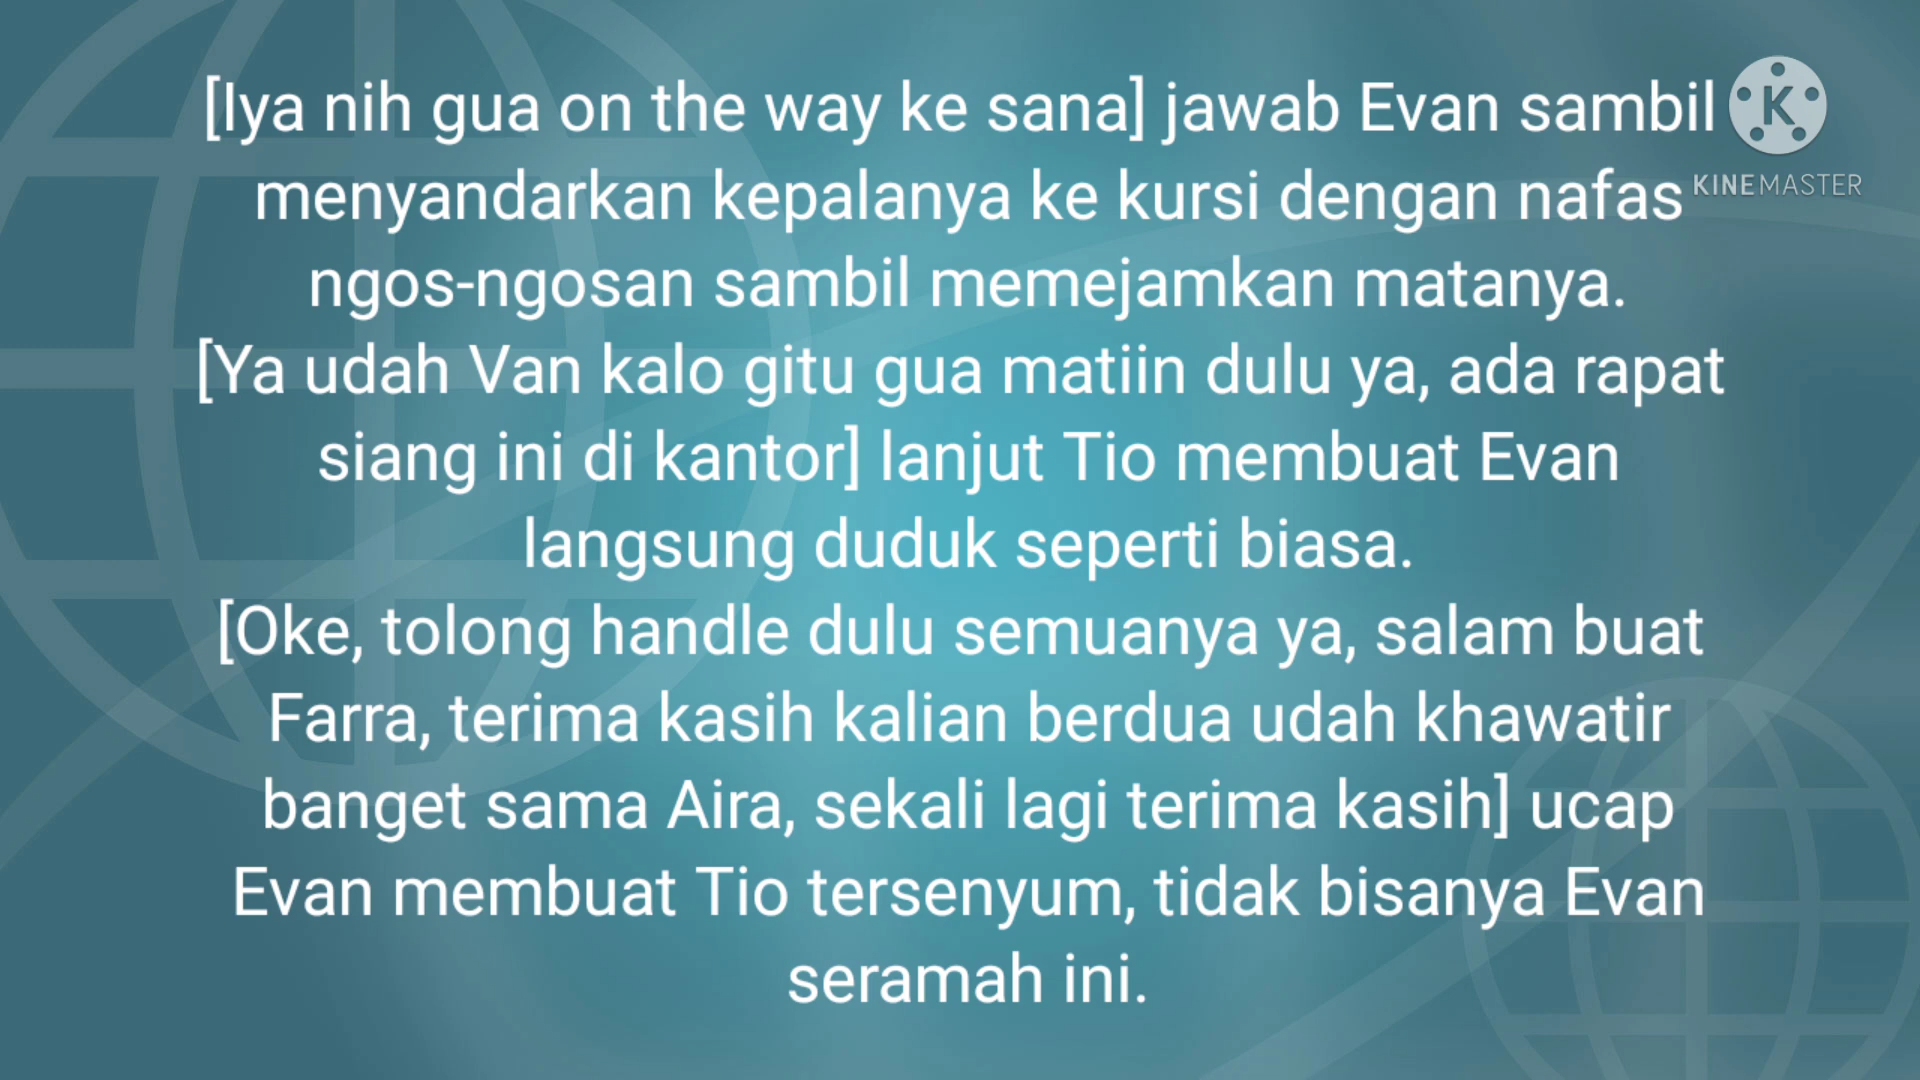 [Iya nih gua on the way ke sana] jawab Evan sambil
menyandarkan kepalanya ke kursi dengan nafas
ngos-ngosan sambil memejamkan matanya.
[Ya udah Van kalo gitu gua matiin dulu ya, ada rapat
siang ini di kantor] lanjut Tio membuat Evan
langsung duduk seperti biasa.
[Oke, tolong handle dulu semuanya ya, salam buat
Farra, terima kasih kalian berdua udah khawatir
banget sama Aira, sekali lagi terima kasih] ucap
Evan membuat Tio tersenyum, tidak bisanya Evan
seramah ini.
K
KINEMASTER